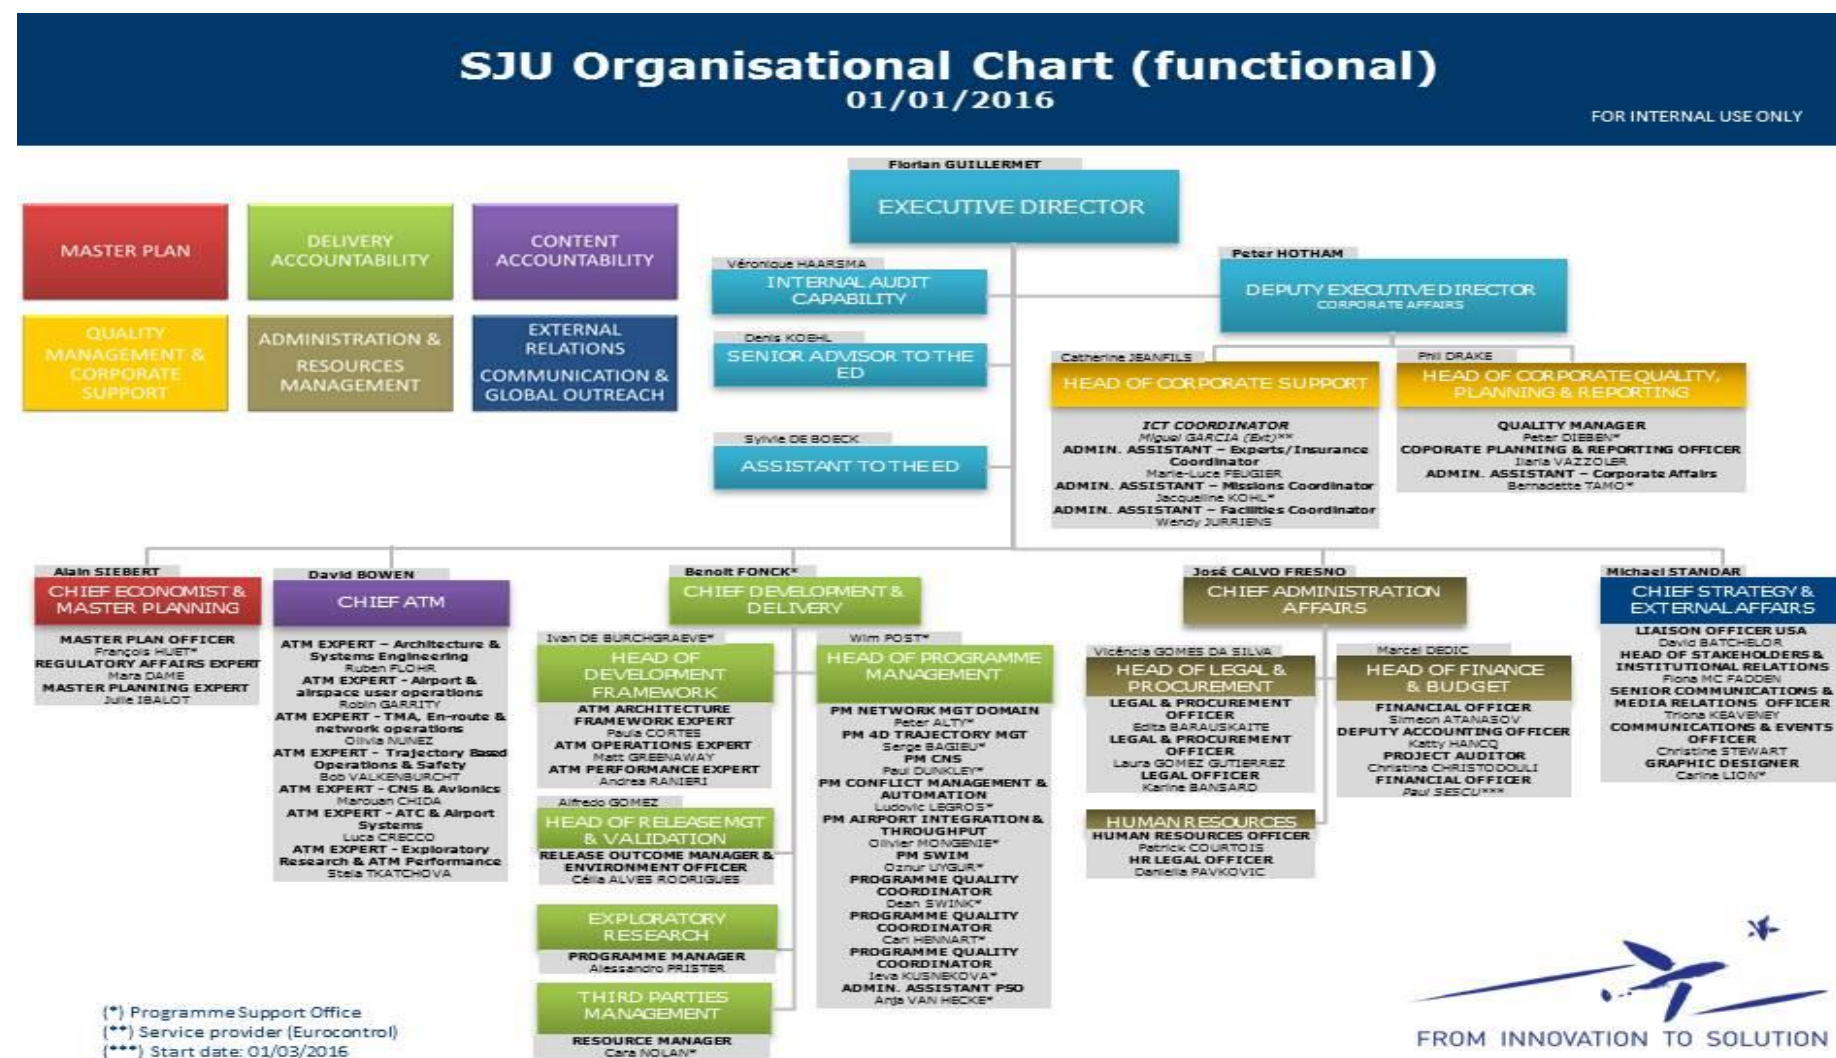 SJU Organisational Chart (functional)
01/01/2016
FOR INTERNAL USE ONLY
MASTER PLAN
DELIVERY
ACCOUNTABILITY
CONTENT
ACCOUNTABILITY
QUALITY
MANAGEMENT &
CORPORATE
SUPPORT
ADMINISTRATION &
RESOURCES
MANAGEMENT
EXTERNAL
RELATIONS
COMMUNICATION &
GLOBAL OUTREACH
Florian GUILLERMET
EXECUTIVE DIRECTOR
Véronique HAARSMA
INTERNAL AUDIT
CAPABILITY
Denis KOEHL
SENIOR ADVISOR TO THE
ED
Sylvie DE BOECK
ASSISTANT TO THE ED
Peter HOTHAM
DEPUTY EXECUTIVE DIRECTOR
CORPORATE AFFAIRS
Catherine JEANFILS
HEAD OF CORPORATE SUPPORT
ICT COORDINATOR
Miguel GARCIA (Ext)**
ADMIN. ASSISTANT – Experts/Insurance
Coordinator
Marie-Luce FEUGIER
ADMIN. ASSISTANT – Missions Coordinator
Jacqueline KOHL*
ADMIN. ASSISTANT – Facilities Coordinator
Wendy JURRIENS
Phil DRAKE
HEAD OF CORPORATE QUALITY,
PLANNING & REPORTING
QUALITY MANAGER
Peter DIEBEN*
COPORATE PLANNING & REPORTING OFFICER
Ilaria VAZZOLER
ADMIN. ASSISTANT – Corporate Affairs
Bernadette TAMO*
Alain SIEBERT
CHIEF ECONOMIST &
MASTER PLANNING
MASTER PLAN OFFICER
François HUET*
REGULATORY AFFAIRS EXPERT
Mara DAME
MASTER PLANNING EXPERT
Julie IBALOT
David BOWEN
CHIEF ATM
ATM EXPERT – Architecture &
Systems Engineering
Ruben FLOHR
ATM EXPERT - Airport &
airspace user operations
Robin GARRITY
ATM EXPERT - TMA, En-route &
network operations
Olivia NUNEZ
ATM EXPERT - Trajectory Based
Operations & Safety
Bob VALKENBURCHT
ATM EXPERT - CNS & Avionics
Marouan CHIDA
ATM EXPERT - ATC & Airport
Systems
Luca CRECCO
ATM EXPERT - Exploratory
Research & ATM Performance
Stela TKATCHOVA
Benoit FONCK*
CHIEF DEVELOPMENT &
DELIVERY
Ivan DE BURCHGRAEVE*
HEAD OF
DEVELOPMENT
FRAMEWORK
ATM ARCHITECTURE
FRAMEWORK EXPERT
Paula CORTES
ATM OPERATIONS EXPERT
Matt GREENAWAY
ATM PERFORMANCE EXPERT
Andrea RANIERI
Alfredo GOMEZ
HEAD OF RELEASE MGT
& VALIDATION
RELEASE OUTCOME MANAGER &
ENVIRONMENT OFFICER
Célia ALVES RODRIGUES
EXPLORATORY
RESEARCH
PROGRAMME MANAGER
Alessandro PRISTER
THIRD PARTIES
MANAGEMENT
RESOURCE MANAGER
Cara NOLAN*
Wim POST*
HEAD OF PROGRAMME
MANAGEMENT
PM NETWORK MGT DOMAIN
Peter ALTY*
PM 4D TRAJECTORY MGT
Serge BAGIEU*
PM CNS
Paul DUNKLEY*
PM CONFLICT MANAGEMENT &
AUTOMATION
Ludovic LEGROS*
PM AIRPORT INTEGRATION &
THROUGHPUT
Olivier MONGENIE*
PM SWIM
Oznur UYGUR*
PROGRAMME QUALITY
COORDINATOR
Dean SWINK*
PROGRAMME QUALITY
COORDINATOR
Cari HENNART*
PROGRAMME QUALITY
COORDINATOR
Ieva KUSNEKOVA*
ADMIN. ASSISTANT PSO
Anja VAN HECKE*
José CALVO FRESNO
CHIEF ADMINISTRATION
AFFAIRS
Vicência GOMES DA SILVA
HEAD OF LEGAL &
PROCUREMENT
LEGAL & PROCUREMENT
OFFICER
Edita BARAUSKAITE
LEGAL & PROCUREMENT
OFFICER
Laura GOMEZ GUTIERREZ
LEGAL OFFICER
Karine BANSARD
HUMAN RESOURCES
HUMAN RESOURCES OFFICER
Patrick COURTOIS
HR LEGAL OFFICER
Daniella PAVKOVIC
Marcel DEDIC
HEAD OF FINANCE
& BUDGET
FINANCIAL OFFICER
Simeon ATANASOV
DEPUTY ACCOUNTING OFFICER
Katty HANCQ
PROJECT AUDITOR
Christina CHRISTODOULI
FINANCIAL OFFICER
Paul SESCU***
Michael STANDAR
CHIEF STRATEGY &
EXTERNAL AFFAIRS
LIAISON OFFICER USA
David BATCHELOR
HEAD OF STAKEHOLDERS &
INSTITUTIONAL RELATIONS
Fiona MC FADDEN
SENIOR COMMUNICATIONS &
MEDIA RELATIONS OFFICER
Triona KEAVENEY
COMMUNICATIONS & EVENTS
OFFICER
Christine STEWART
GRAPHIC DESIGNER
Carine LION*
(*) Programme Support Office
(**) Service provider (Eurocontrol)
(***) Start date: 01/03/2016
FROM INNOVATION TO SOLUTION